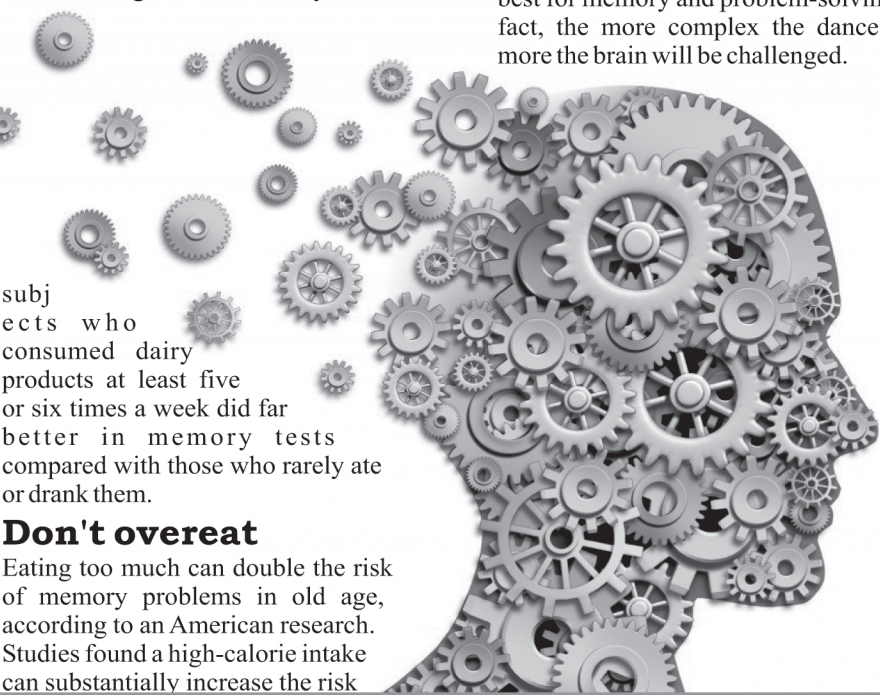 subj
ects who
consumed dairy
products at least five
or six times a week did far
better in memory tests
compared with those who rarely ate
or drank them.
Don't overeat
Eating too much can double the risk
of memory problems in old age,
according to an American research.
Studies found a high-calorie intake
can substantially increase the risk
best for memory and problem-solvin
fact, the more complex the dance
more the brain will be challenged.